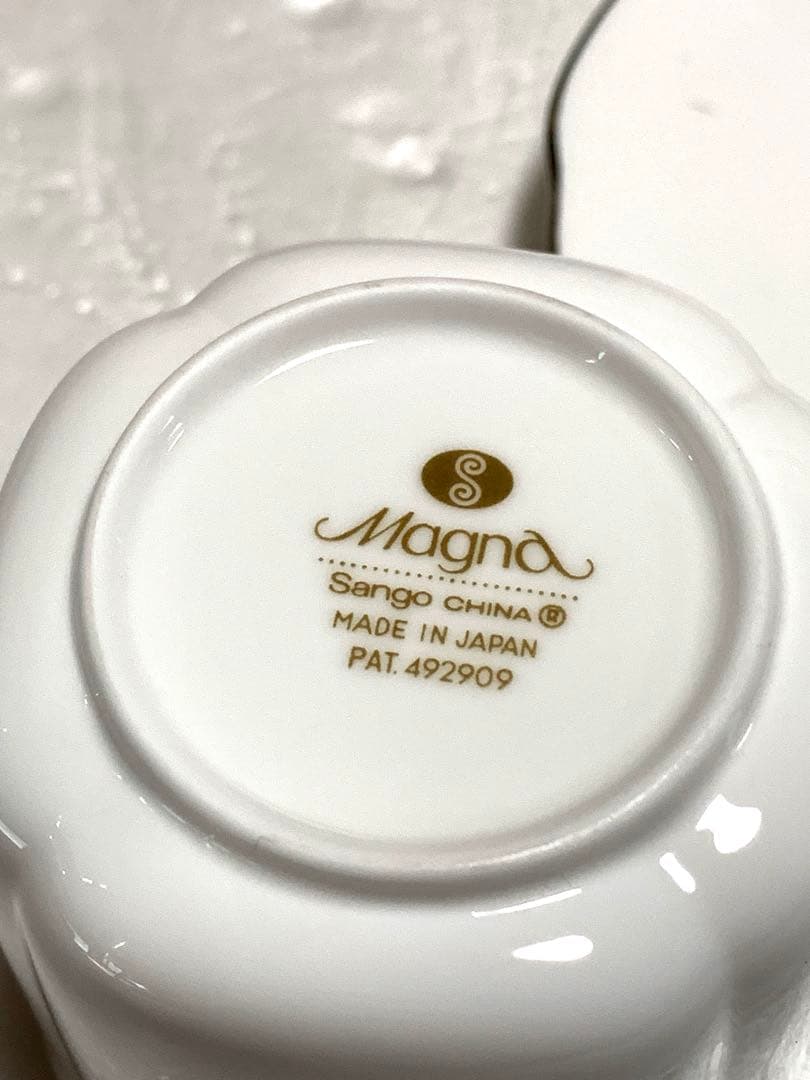 S
Magna
Sango CHINA ®
MADE IN JAPAN
PAT. 492909